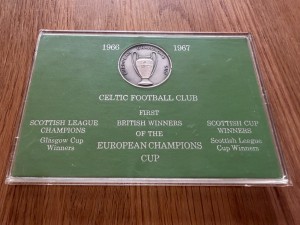 1966 1967
CELTIC FOOTBALL CLUB
FIRST
SCOTTISH LEAGUE BRITISH WINNERS SCOTTISH CUP
CHAMPIONS OF THE WINNERS
Glasgow Cup EUROPEAN CHAMPIONS Scottish League
Winners CUP Cup Winners